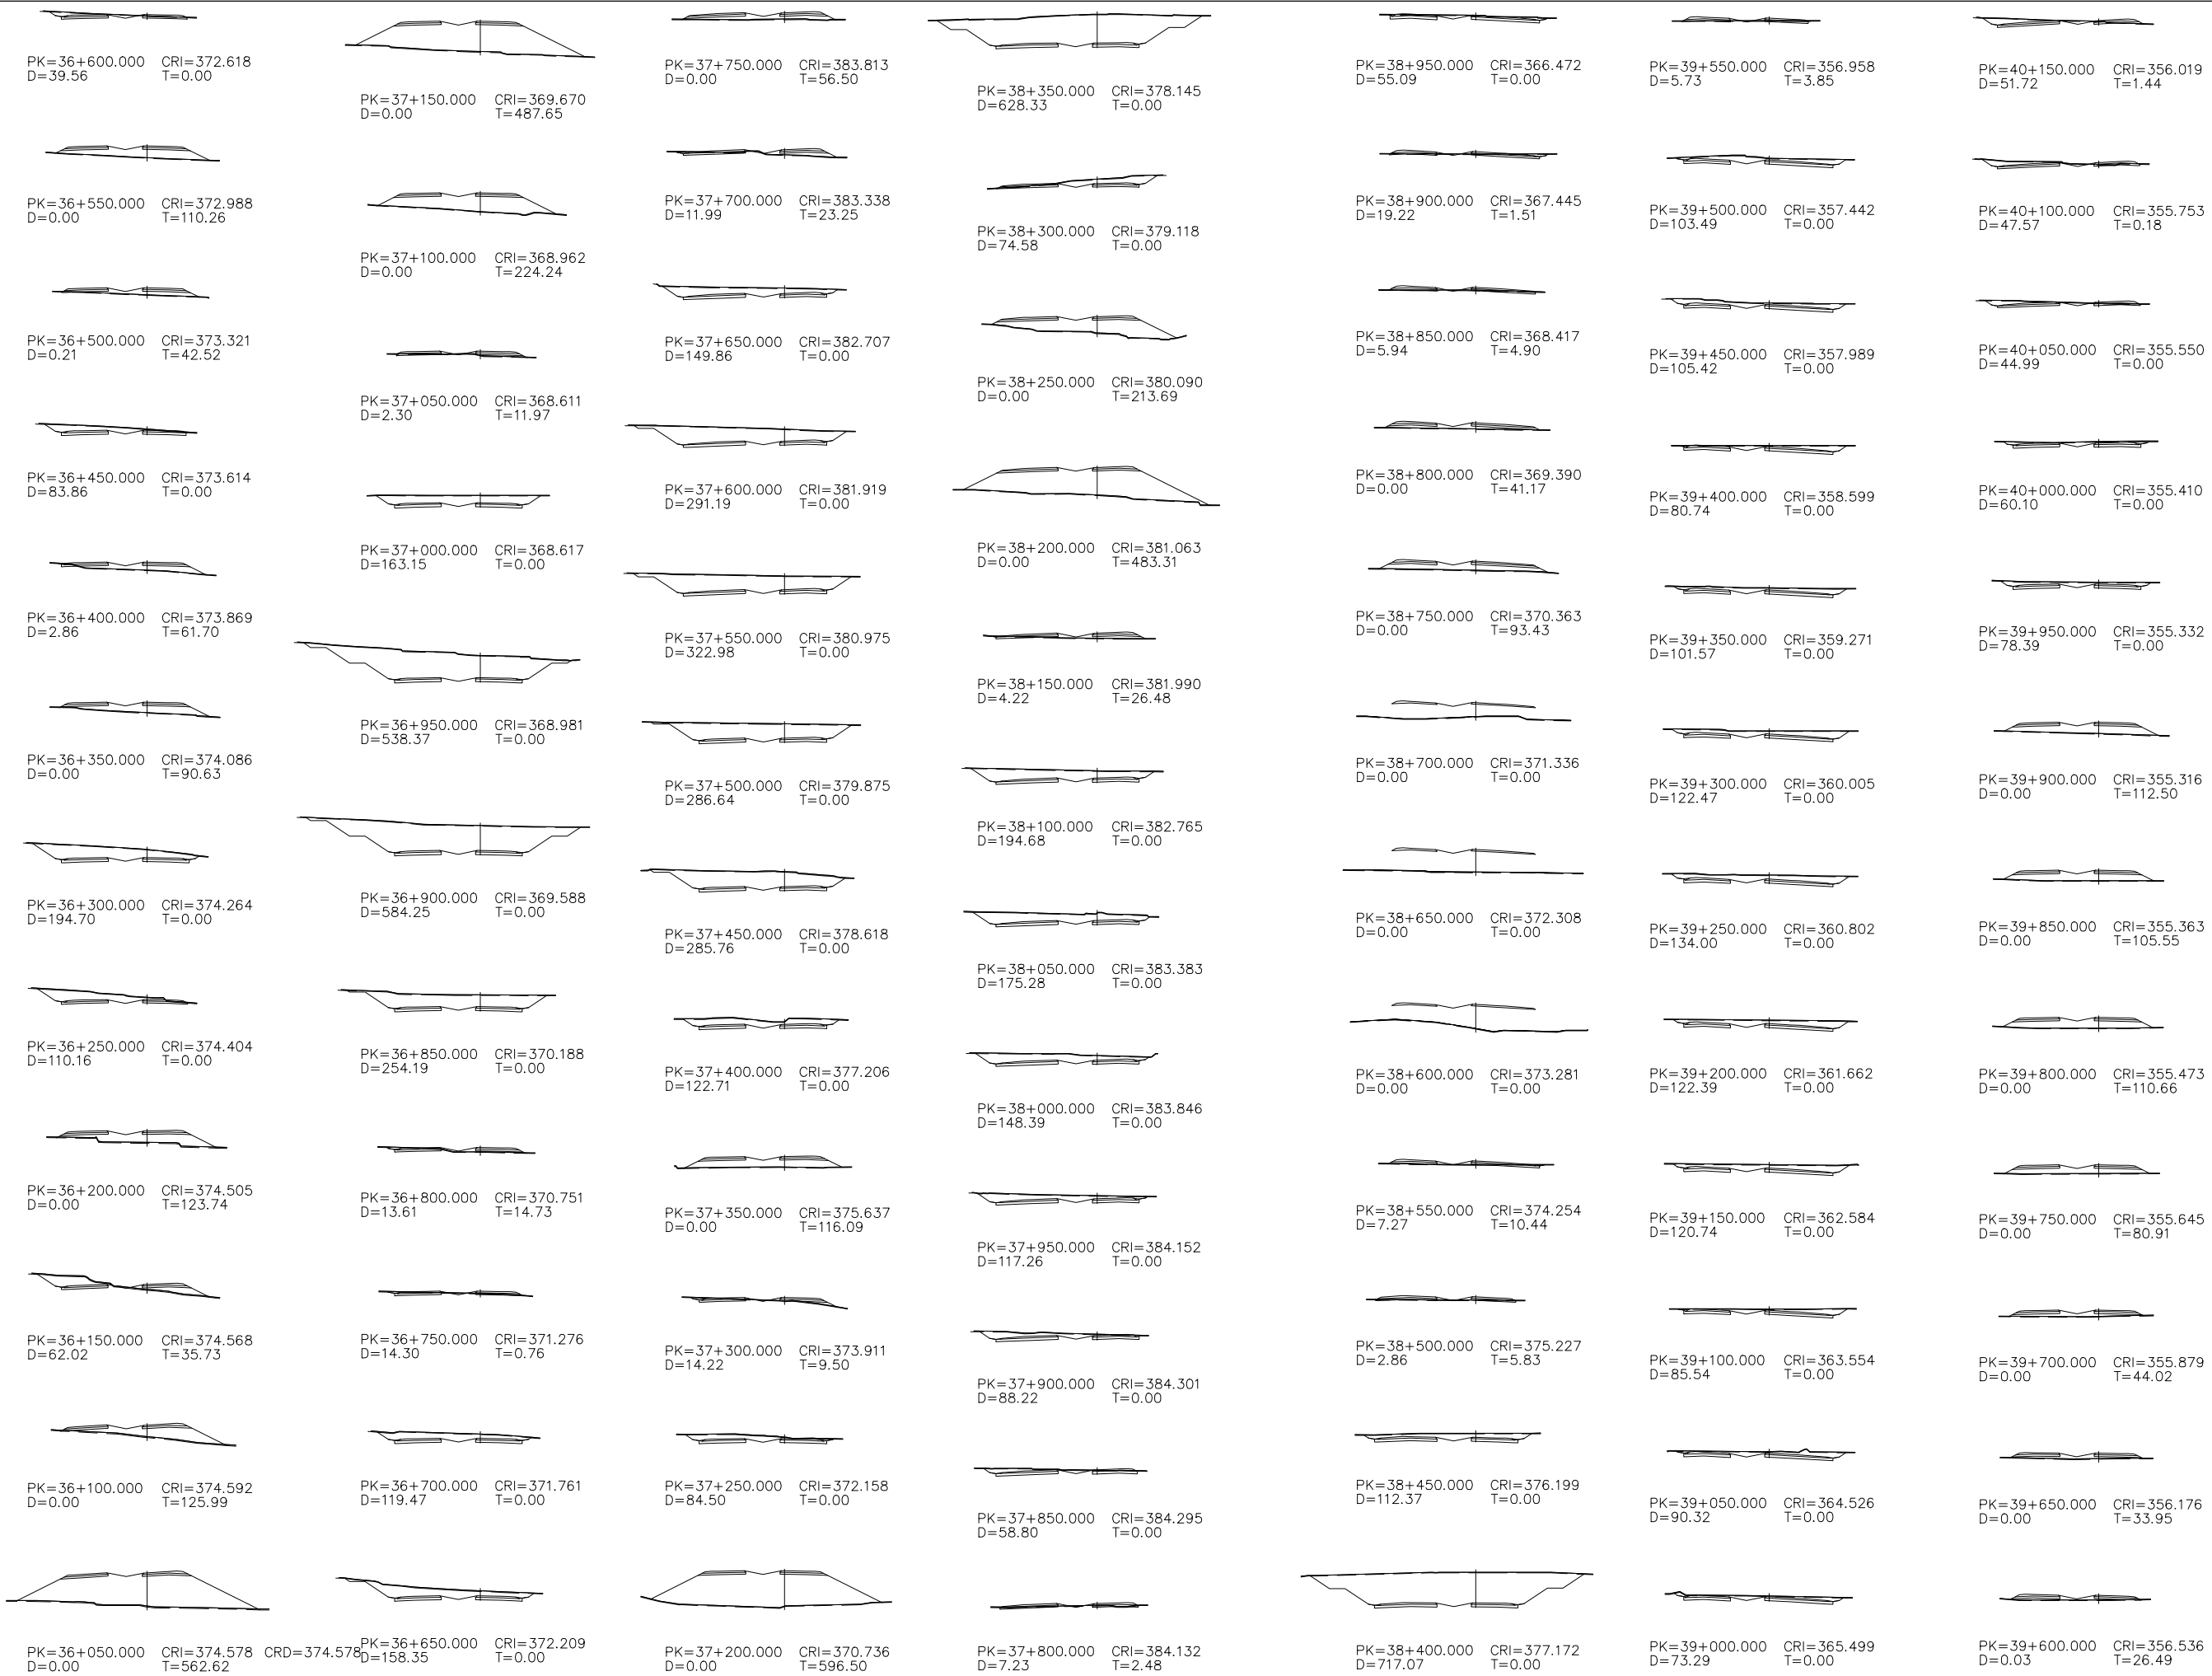 PK=36+600.000 CRI=372.618
D=39.56 T=0.00
PK=36+550.000 CRI=372.988
D=0.00 T=110.26
PK=36+500.000 CRI=373.321
D=0.21 T=42.52
PK=36+450.000 CRI=373.614
D=83.86 T=0.00
PK=36+400.000 CRI=373.869
D=2.86 T=61.70
PK=36+350.000 CRI=374.086
D=0.00 T=90.63
PK=36+300.000 CRI=374.264
D=194.70 T=0.00
PK=36+250.000 CRI=374.404
D=110.16 T=0.00
PK=36+200.000 CRI=374.505
D=0.00 T=123.74
PK=36+150.000 CRI=374.568
D=62.02 T=35.73
PK=36+100.000 CRI=374.592
D=0.00 T=125.99
PK=36+050.000 CRI=374.578 CRD=374.578
D=0.00 T=562.62
PK=37+150.000 CRI=369.670
D=0.00 T=487.65
PK=37+100.000 CRI=368.962
D=0.00 T=224.24
PK=37+050.000 CRI=368.611
D=2.30 T=11.97
PK=37+000.000 CRI=368.617
D=163.15 T=0.00
PK=36+950.000 CRI=368.981
D=538.37 T=0.00
PK=36+900.000 CRI=369.588
D=584.25 T=0.00
PK=36+850.000 CRI=370.188
D=254.19 T=0.00
PK=36+800.000 CRI=370.751
D=13.61 T=14.73
PK=36+750.000 CRI=371.276
D=14.30 T=0.76
PK=36+700.000 CRI=371.761
D=119.47 T=0.00
PK=36+650.000 CRI=372.209
D=158.35 T=0.00
PK=37+750.000 CRI=383.813
D=0.00 T=56.50
PK=37+700.000 CRI=383.338
D=11.99 T=23.25
PK=37+650.000 CRI=382.707
D=149.86 T=0.00
PK=37+600.000 CRI=381.919
D=291.19 T=0.00
PK=37+550.000 CRI=380.975
D=322.98 T=0.00
PK=37+500.000 CRI=379.875
D=286.64 T=0.00
PK=37+450.000 CRI=378.618
D=285.76 T=0.00
PK=37+400.000 CRI=377.206
D=122.71 T=0.00
PK=37+350.000 CRI=375.637
D=0.00 T=116.09
PK=37+300.000 CRI=373.911
D=14.22 T=9.50
PK=37+250.000 CRI=372.158
D=84.50 T=0.00
PK=37+200.000 CRI=370.736
D=0.00 T=596.50
PK=38+350.000 CRI=378.145
D=628.33 T=0.00
PK=38+300.000 CRI=379.118
D=74.58 T=0.00
PK=38+250.000 CRI=380.090
D=0.00 T=213.69
PK=38+200.000 CRI=381.063
D=0.00 T=483.31
PK=38+150.000 CRI=381.990
D=4.22 T=26.48
PK=38+100.000 CRI=382.765
D=194.68 T=0.00
PK=38+050.000 CRI=383.383
D=175.28 T=0.00
PK=38+000.000 CRI=383.846
D=148.39 T=0.00
PK=37+950.000 CRI=384.152
D=117.26 T=0.00
PK=37+900.000 CRI=384.301
D=88.22 T=0.00
PK=37+850.000 CRI=384.295
D=58.80 T=0.00
PK=37+800.000 CRI=384.132
D=7.23 T=2.48
PK=38+950.000 CRI=366.472
D=55.09 T=0.00
PK=38+900.000 CRI=367.445
D=19.22 T=1.51
PK=38+850.000 CRI=368.417
D=5.94 T=4.90
PK=38+800.000 CRI=369.390
D=0.00 T=41.17
PK=38+750.000 CRI=370.363
D=0.00 T=93.43
PK=38+700.000 CRI=371.336
D=0.00 T=0.00
PK=38+650.000 CRI=372.308
D=0.00 T=0.00
PK=38+600.000 CRI=373.281
D=0.00 T=0.00
PK=38+550.000 CRI=374.254
D=7.27 T=10.44
PK=38+500.000 CRI=375.227
D=2.86 T=5.83
PK=38+450.000 CRI=376.199
D=112.37 T=0.00
PK=38+400.000 CRI=377.172
D=717.07 T=0.00
PK=39+550.000 CRI=356.958
D=5.73 T=3.85
PK=39+500.000 CRI=357.442
D=103.49 T=0.00
PK=39+450.000 CRI=357.989
D=105.42 T=0.00
PK=39+400.000 CRI=358.599
D=80.74 T=0.00
PK=39+350.000 CRI=359.271
D=101.57 T=0.00
PK=39+300.000 CRI=360.005
D=122.47 T=0.00
PK=39+250.000 CRI=360.802
D=134.00 T=0.00
PK=39+200.000 CRI=361.662
D=122.39 T=0.00
PK=39+150.000 CRI=362.584
D=120.74 T=0.00
PK=39+100.000 CRI=363.554
D=85.54 T=0.00
PK=39+050.000 CRI=364.526
D=90.32 T=0.00
PK=39+000.000 CRI=365.499
D=73.29 T=0.00
PK=40+150.000 CRI=356.019
D=51.72 T=1.44
PK=40+100.000 CRI=355.753
D=47.57 T=0.18
PK=40+050.000 CRI=355.550
D=44.99 T=0.00
PK=40+000.000 CRI=355.410
D=60.10 T=0.00
PK=39+950.000 CRI=355.332
D=78.39 T=0.00
PK=39+900.000 CRI=355.316
D=0.00 T=112.50
PK=39+850.000 CRI=355.363
D=0.00 T=105.55
PK=39+800.000 CRI=355.473
D=0.00 T=110.66
PK=39+750.000 CRI=355.645
D=0.00 T=80.91
PK=39+700.000 CRI=355.879
D=0.00 T=44.02
PK=39+650.000 CRI=356.176
D=0.00 T=33.95
PK=39+600.000 CRI=356.536
D=0.03 T=26.49